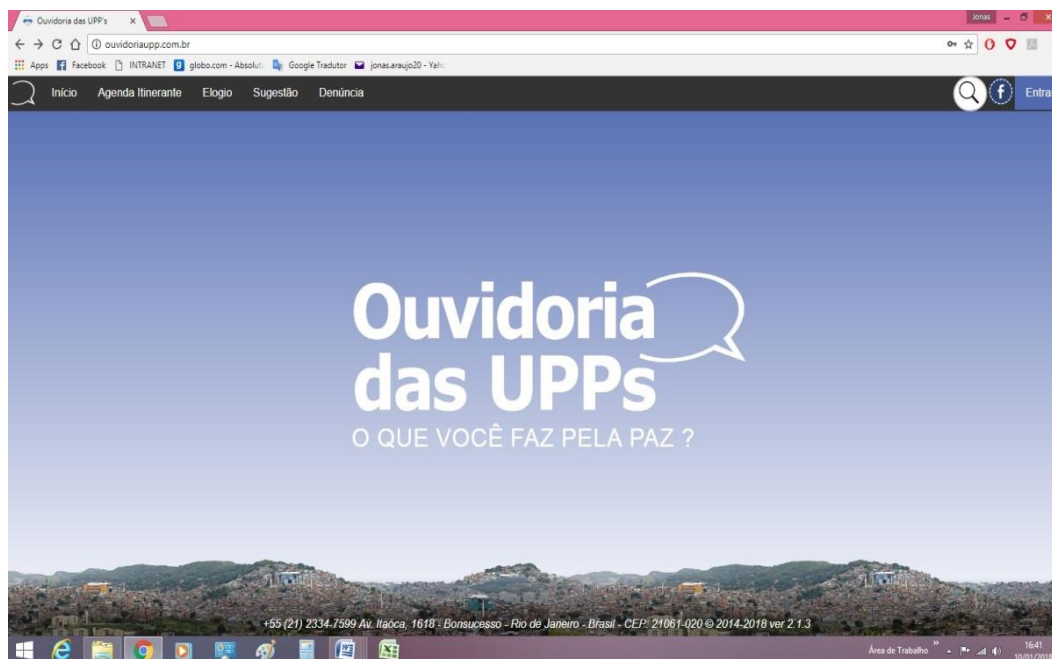 Ouvidoria das UPP's
Jonas
ouvidoriaupp.com.br
Apps Facebook INTRANET globo.com - Absolut Google Tradutor jonas.araujo20 - Yah
Início Agenda Itinerante Elogio Sugestão Denúncia Entra
Ouvidoria
das UPPs
O QUE VOCÊ FAZ PELA PAZ ?
+55 (21) 2334-7599 Av. Itaóca, 1618 - Bonsucesso - Rio de Janeiro - Brasil - CEP: 21061-020 © 2014-2018 ver 2.1.3
Área de Trabalho 16:41
10/01/2018